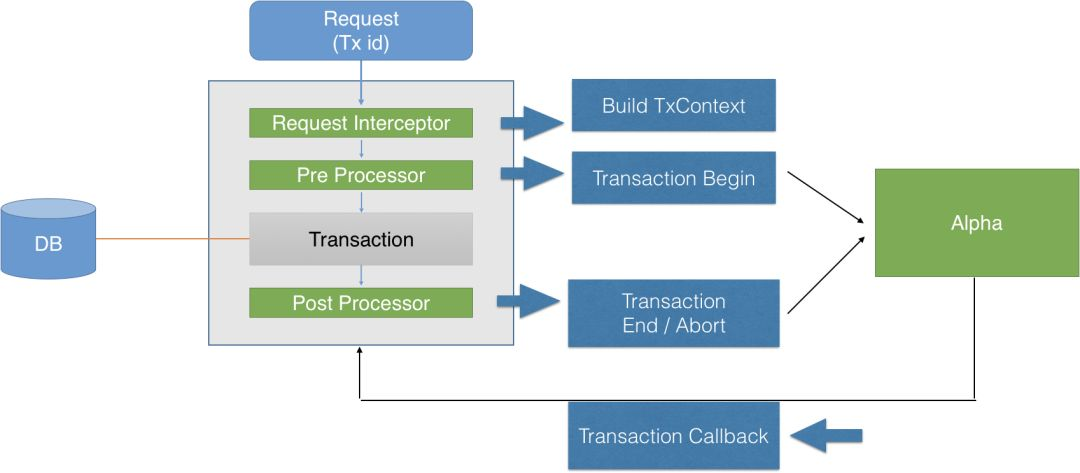 Request
(Tx id)
Request Interceptor
Build TxContext
Pre Processor
Transaction Begin
Transaction
DB
Alpha
Post Processor
Transaction
End / Abort
Transaction Callback